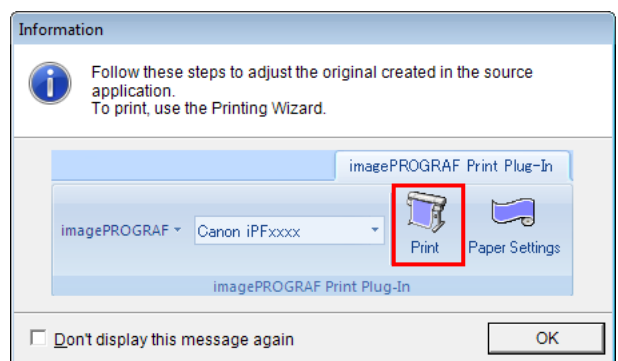 Information
Follow these steps to adjust the original created in the source
application.
To print, use the Printing Wizard.
imagePROGRAF Print Plug-In
imagePROGRAF
Canon iPFxxxx
Print
Paper Settings
imagePROGRAF Print Plug-In
Don't display this message again
OK